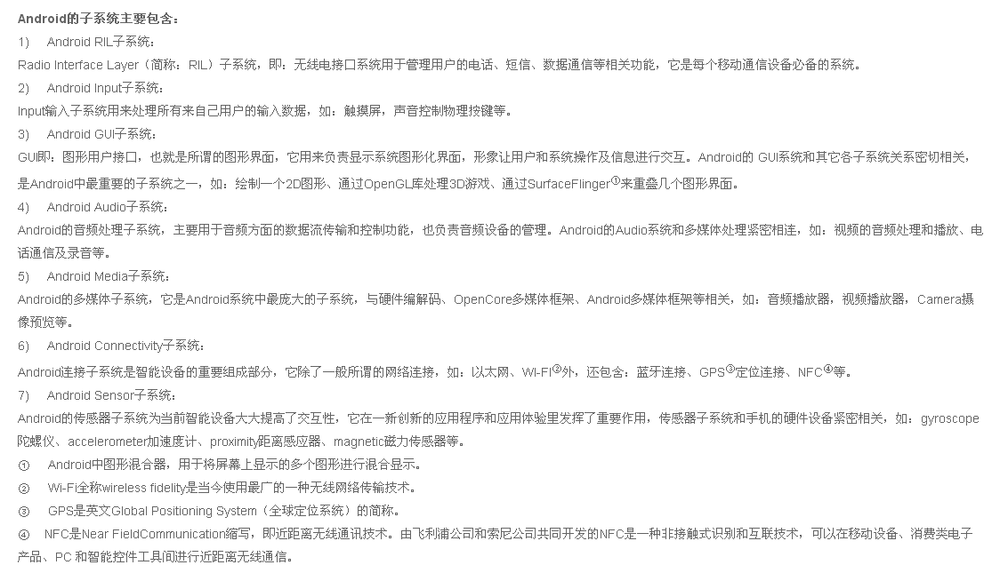 Android的子系统主要包含：
1) Android RIL子系统：
Radio Interface Layer（简称：RIL）子系统，即：无线电接口系统用于管理用户的电话、短信、数据通信等相关功能，它是每个移动通信设备必备的系统。
2) Android Input子系统：
Input输入子系统用来处理所有来自己用户的输入数据，如：触摸屏，声音控制物理按键等。
3) Android GUI子系统：
GUI即：图形用户接口，也就是所谓的图形界面，它用来负责显示系统图形化界面，形象让用户和系统操作及信息进行交互。Android的 GUI系统和其它各子系统关系密切相关，
是Android中最重要的子系统之一，如：绘制一个2D图形、通过OpenGL库处理3D游戏、通过SurfaceFlinger①来重叠几个图形界面。
4) Android Audio子系统：
Android的音频处理子系统，主要用于音频方面的数据流传输和控制功能，也负责音频设备的管理。Android的Audio系统和多媒体处理紧密相连，如：视频的音频处理和播放、电
话通信及录音等。
5) Android Media子系统：
Android的多媒体子系统，它是Android系统中最庞大的子系统，与硬件编解码、OpenCore多媒体框架、Android多媒体框架等相关，如：音频播放器，视频播放器，Camera摄
像预览等。
6) Android Connectivity子系统：
Android连接子系统是智能设备的重要组成部分，它除了一般所谓的网络连接，如：以太网、WI-FI②外，还包含：蓝牙连接、GPS③定位连接、NFC④等。
7) Android Sensor子系统：
Android的传感器子系统为当前智能设备大大提高了交互性，它在一新创新的应用程序和应用体验里发挥了重要作用，传感器子系统和手机的硬件设备紧密相关，如：gyroscope
陀螺仪、accelerometer加速度计、proximity距离感应器、magnetic磁力传感器等。
① Android中图形混合器，用于将屏幕上显示的多个图形进行混合显示。
② Wi-Fi全称wireless fidelity是当今使用最广的一种无线网络传输技术。
③ GPS是英文Global Positioning System（全球定位系统）的简称。
④ NFC是Near FieldCommunication缩写，即近距离无线通讯技术。由飞利浦公司和索尼公司共同开发的NFC是一种非接触式识别和互联技术，可以在移动设备、消费类电子
产品、PC 和智能控件工具间进行近距离无线通信。